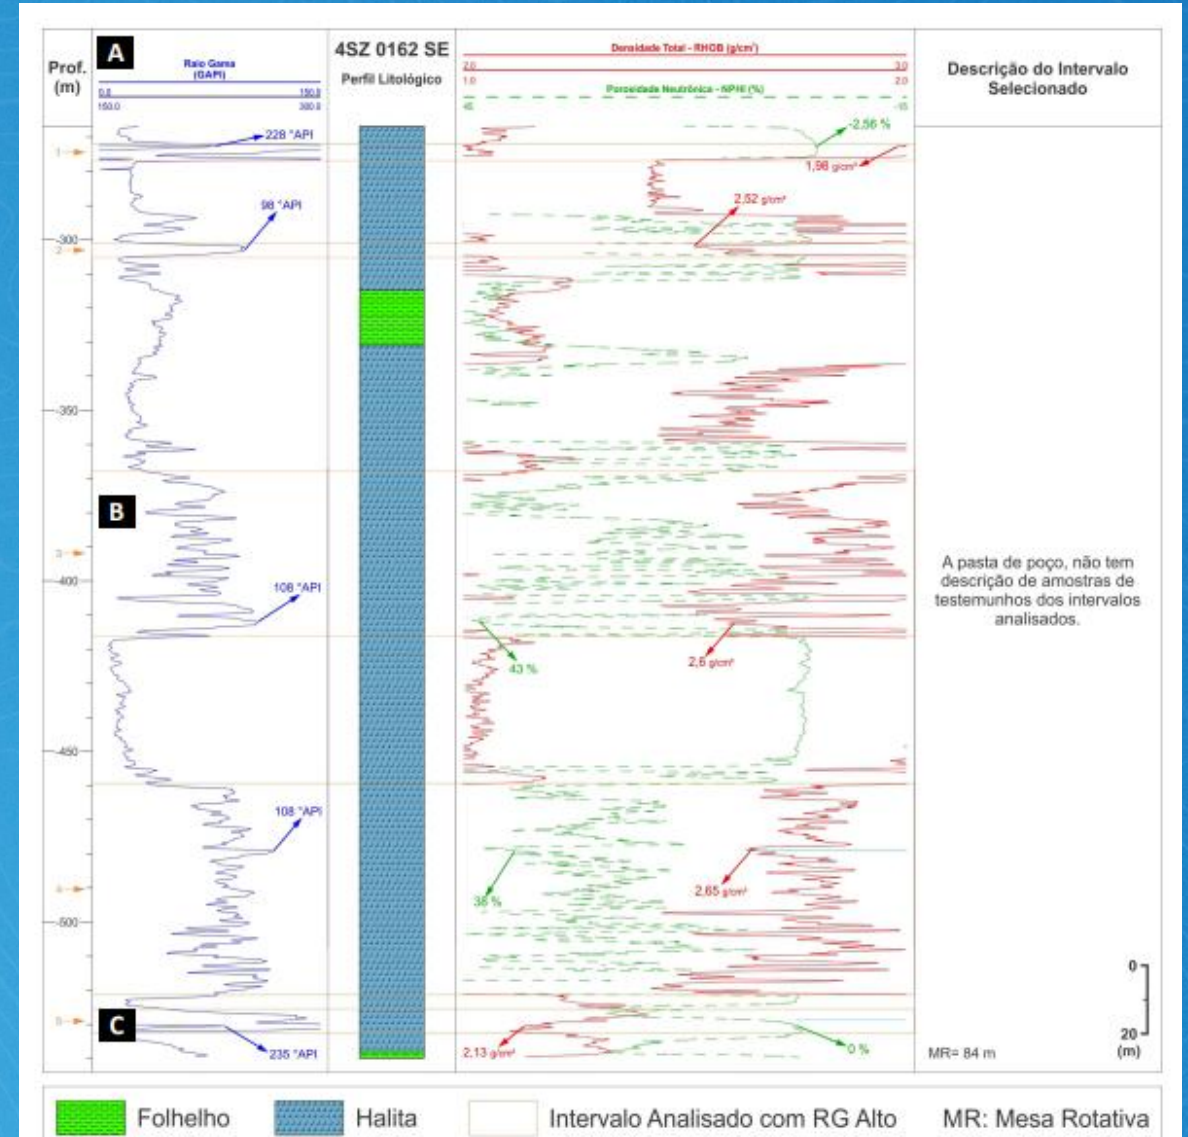 Prof.
(m)
A
Raio Gama
(GAPI)
0.0 150.0
150.0 300.0
4SZ 0162 SE
Perfil Litológico
Densidade Total - RHOB (g/cm³)
2.0 3.0
1.0 2.0
Porosidade Neutrônica - NPHI (%)
45 -15
Descrição do Intervalo
Selecionado
-2,56 %
228 °API
1
1,98 g/cm³
98 °API
2,52 g/cm³
-300
2
-350
B
3
-400
108 °API
43 %
2,6 g/cm³
A pasta de poço, não tem
descrição de amostras de
testemunhos dos intervalos
analisados.
-450
108 °API
4
38 %
2,65 g/cm³
-500
0
20
(m)
5
C
235 °API
2,13 g/cm³
0 %
MR= 84 m
Folhelho
Halita
Intervalo Analisado com RG Alto
MR: Mesa Rotativa